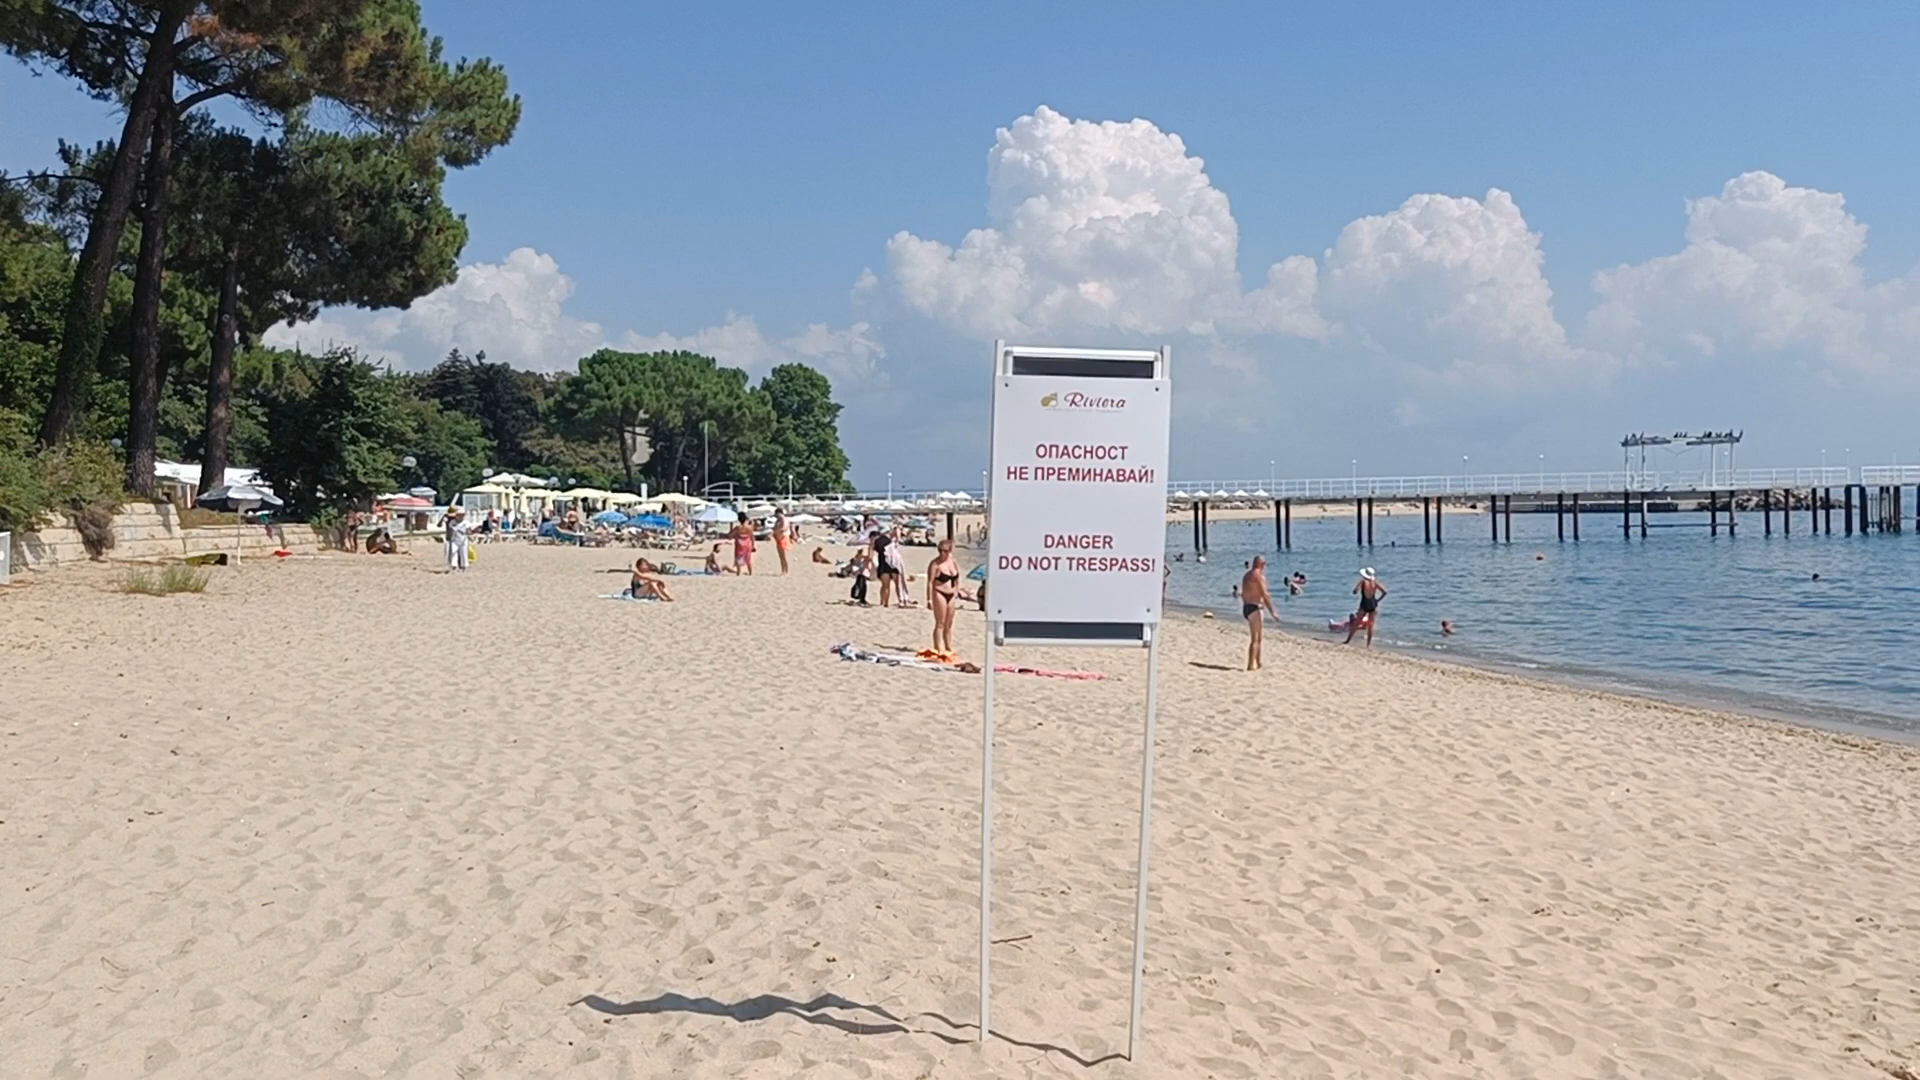 Riviera
ОПАСНОСТ
НЕ ПРЕМИНАВАЙ!
DANGER
DO NOT TRESPASS!